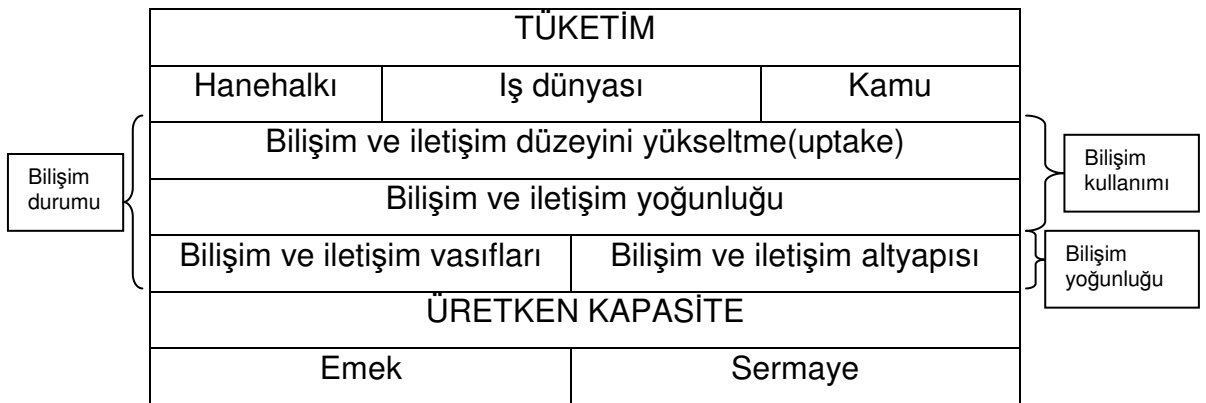 TÜKETİM
Hanehalkı Iş dünyası Kamu
Bilişim ve iletişim düzeyini yükseltme(uptake)
Bilişim ve iletişim yoğunluğu
Bilişim ve iletişim vasıfları Bilişim ve iletişim altyapısı
ÜRETKEN KAPASİTE
Emek Sermaye
Bilişim
durumu
Bilişim
kullanımı
Bilişim
yoğunluğu